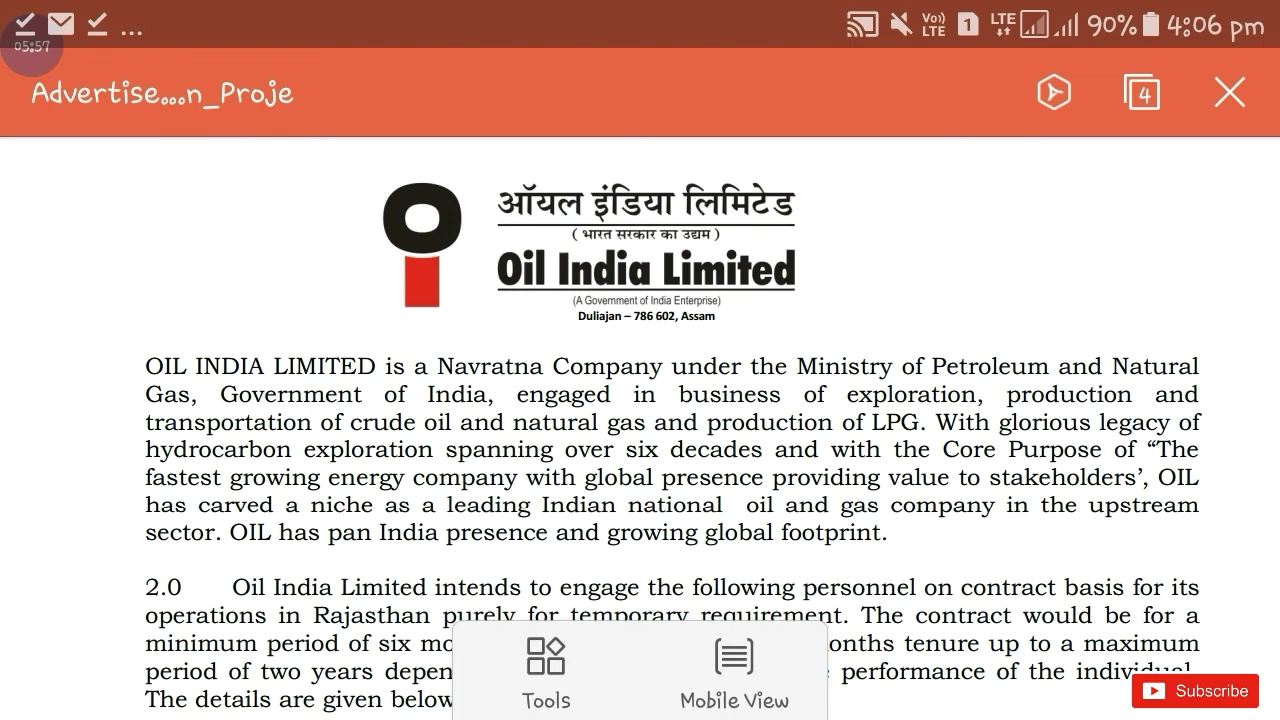 05:57
...
Vo) LTE 1 LTE 90% 4:06 pm
Advertise...n_Proje
4
ऑयल इंडिया लिमिटेड
( भारत सरकार का उद्यम )
Oil India Limited
(A Government of India Enterprise)
Duliajan – 786 602, Assam
OIL INDIA LIMITED is a Navratna Company under the Ministry of Petroleum and Natural
Gas, Government of India, engaged in business of exploration, production and
transportation of crude oil and natural gas and production of LPG. With glorious legacy of
hydrocarbon exploration spanning over six decades and with the Core Purpose of “The
fastest growing energy company with global presence providing value to stakeholders’, OIL
has carved a niche as a leading Indian national oil and gas company in the upstream
sector. OIL has pan India presence and growing global footprint.
2.0 Oil India Limited intends to engage the following personnel on contract basis for its
operations in Rajasthan purely for temporary requirement. The contract would be for a
minimum period of six mo onths tenure up to a maximum
period of two years depen performance of the individual.
The details are given below
Tools
Mobile View
Subscribe